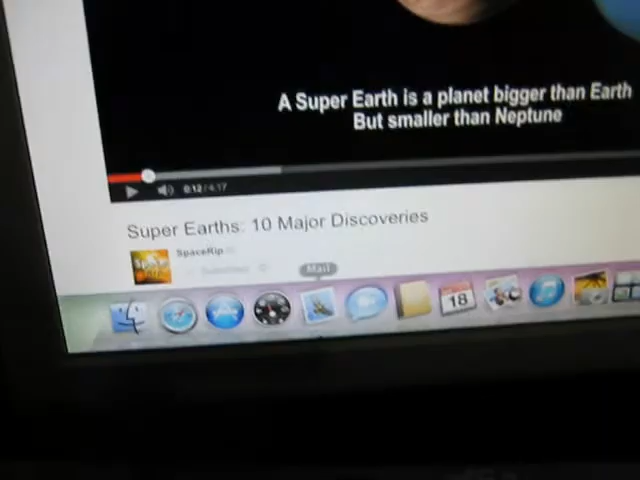 A Super Earth is a planet bigger than Earth
But smaller than Neptune
0:12 / 4:17
Super Earths: 10 Major Discoveries
SpaceRip
Subscribed
Mail
18